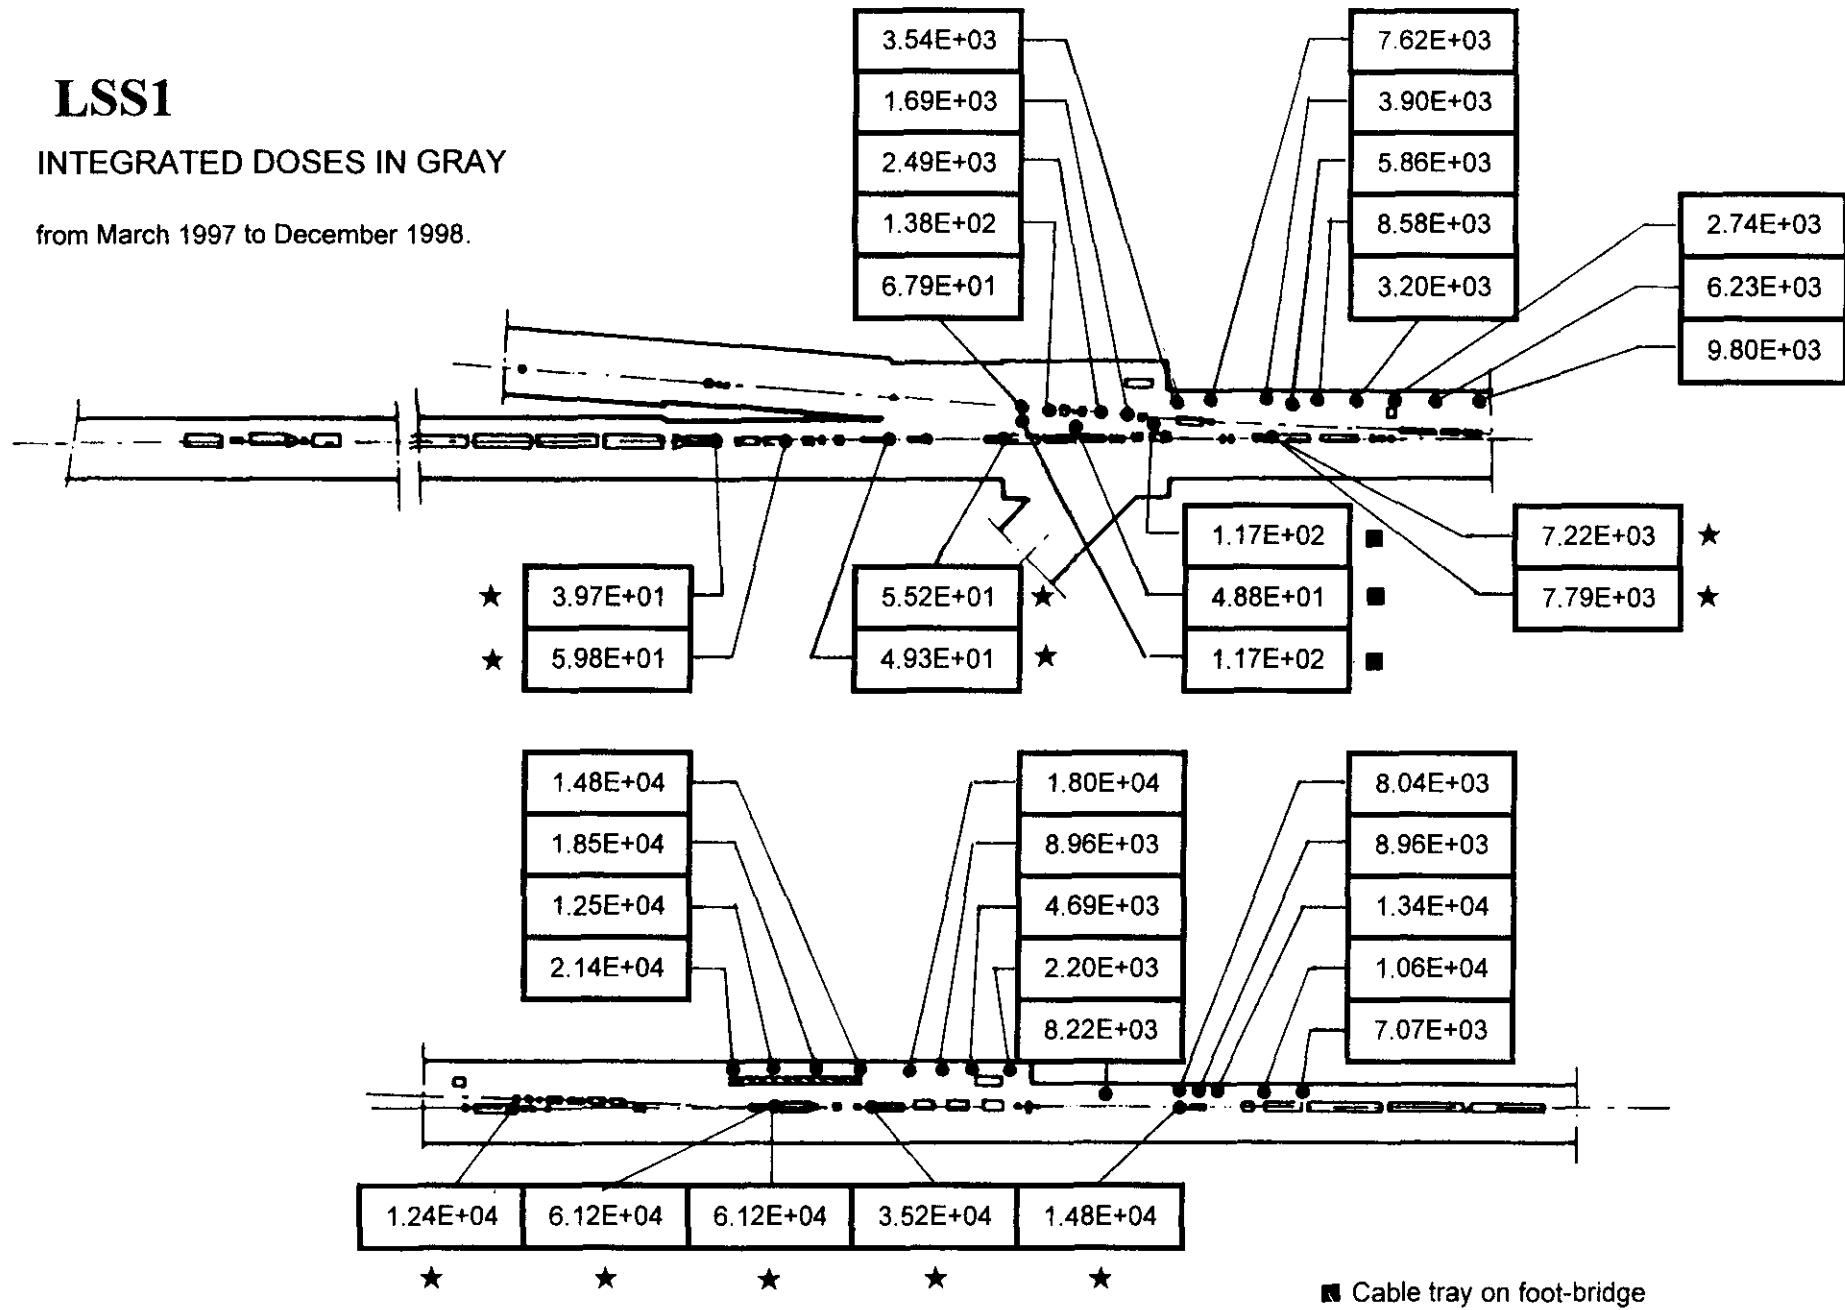 LSS1
INTEGRATED DOSES IN GRAY
from March 1997 to December 1998.
3.54E+03
1.69E+03
2.49E+03
1.38E+02
6.79E+01
7.62E+03
3.90E+03
5.86E+03
8.58E+03
3.20E+03
2.74E+03
6.23E+03
9.80E+03
★ 3.97E+01
★ 5.98E+01
5.52E+01 ★
4.93E+01 ★
1.17E+02 ■
4.88E+01 ■
1.17E+02 ■
7.22E+03 ★
7.79E+03 ★
1.48E+04
1.85E+04
1.25E+04
2.14E+04
1.80E+04
8.96E+03
4.69E+03
2.20E+03
8.22E+03
8.04E+03
8.96E+03
1.34E+04
1.06E+04
7.07E+03
1.24E+04 6.12E+04 6.12E+04 3.52E+04 1.48E+04
★ ★ ★ ★ ★
■ Cable tray on foot-bridge